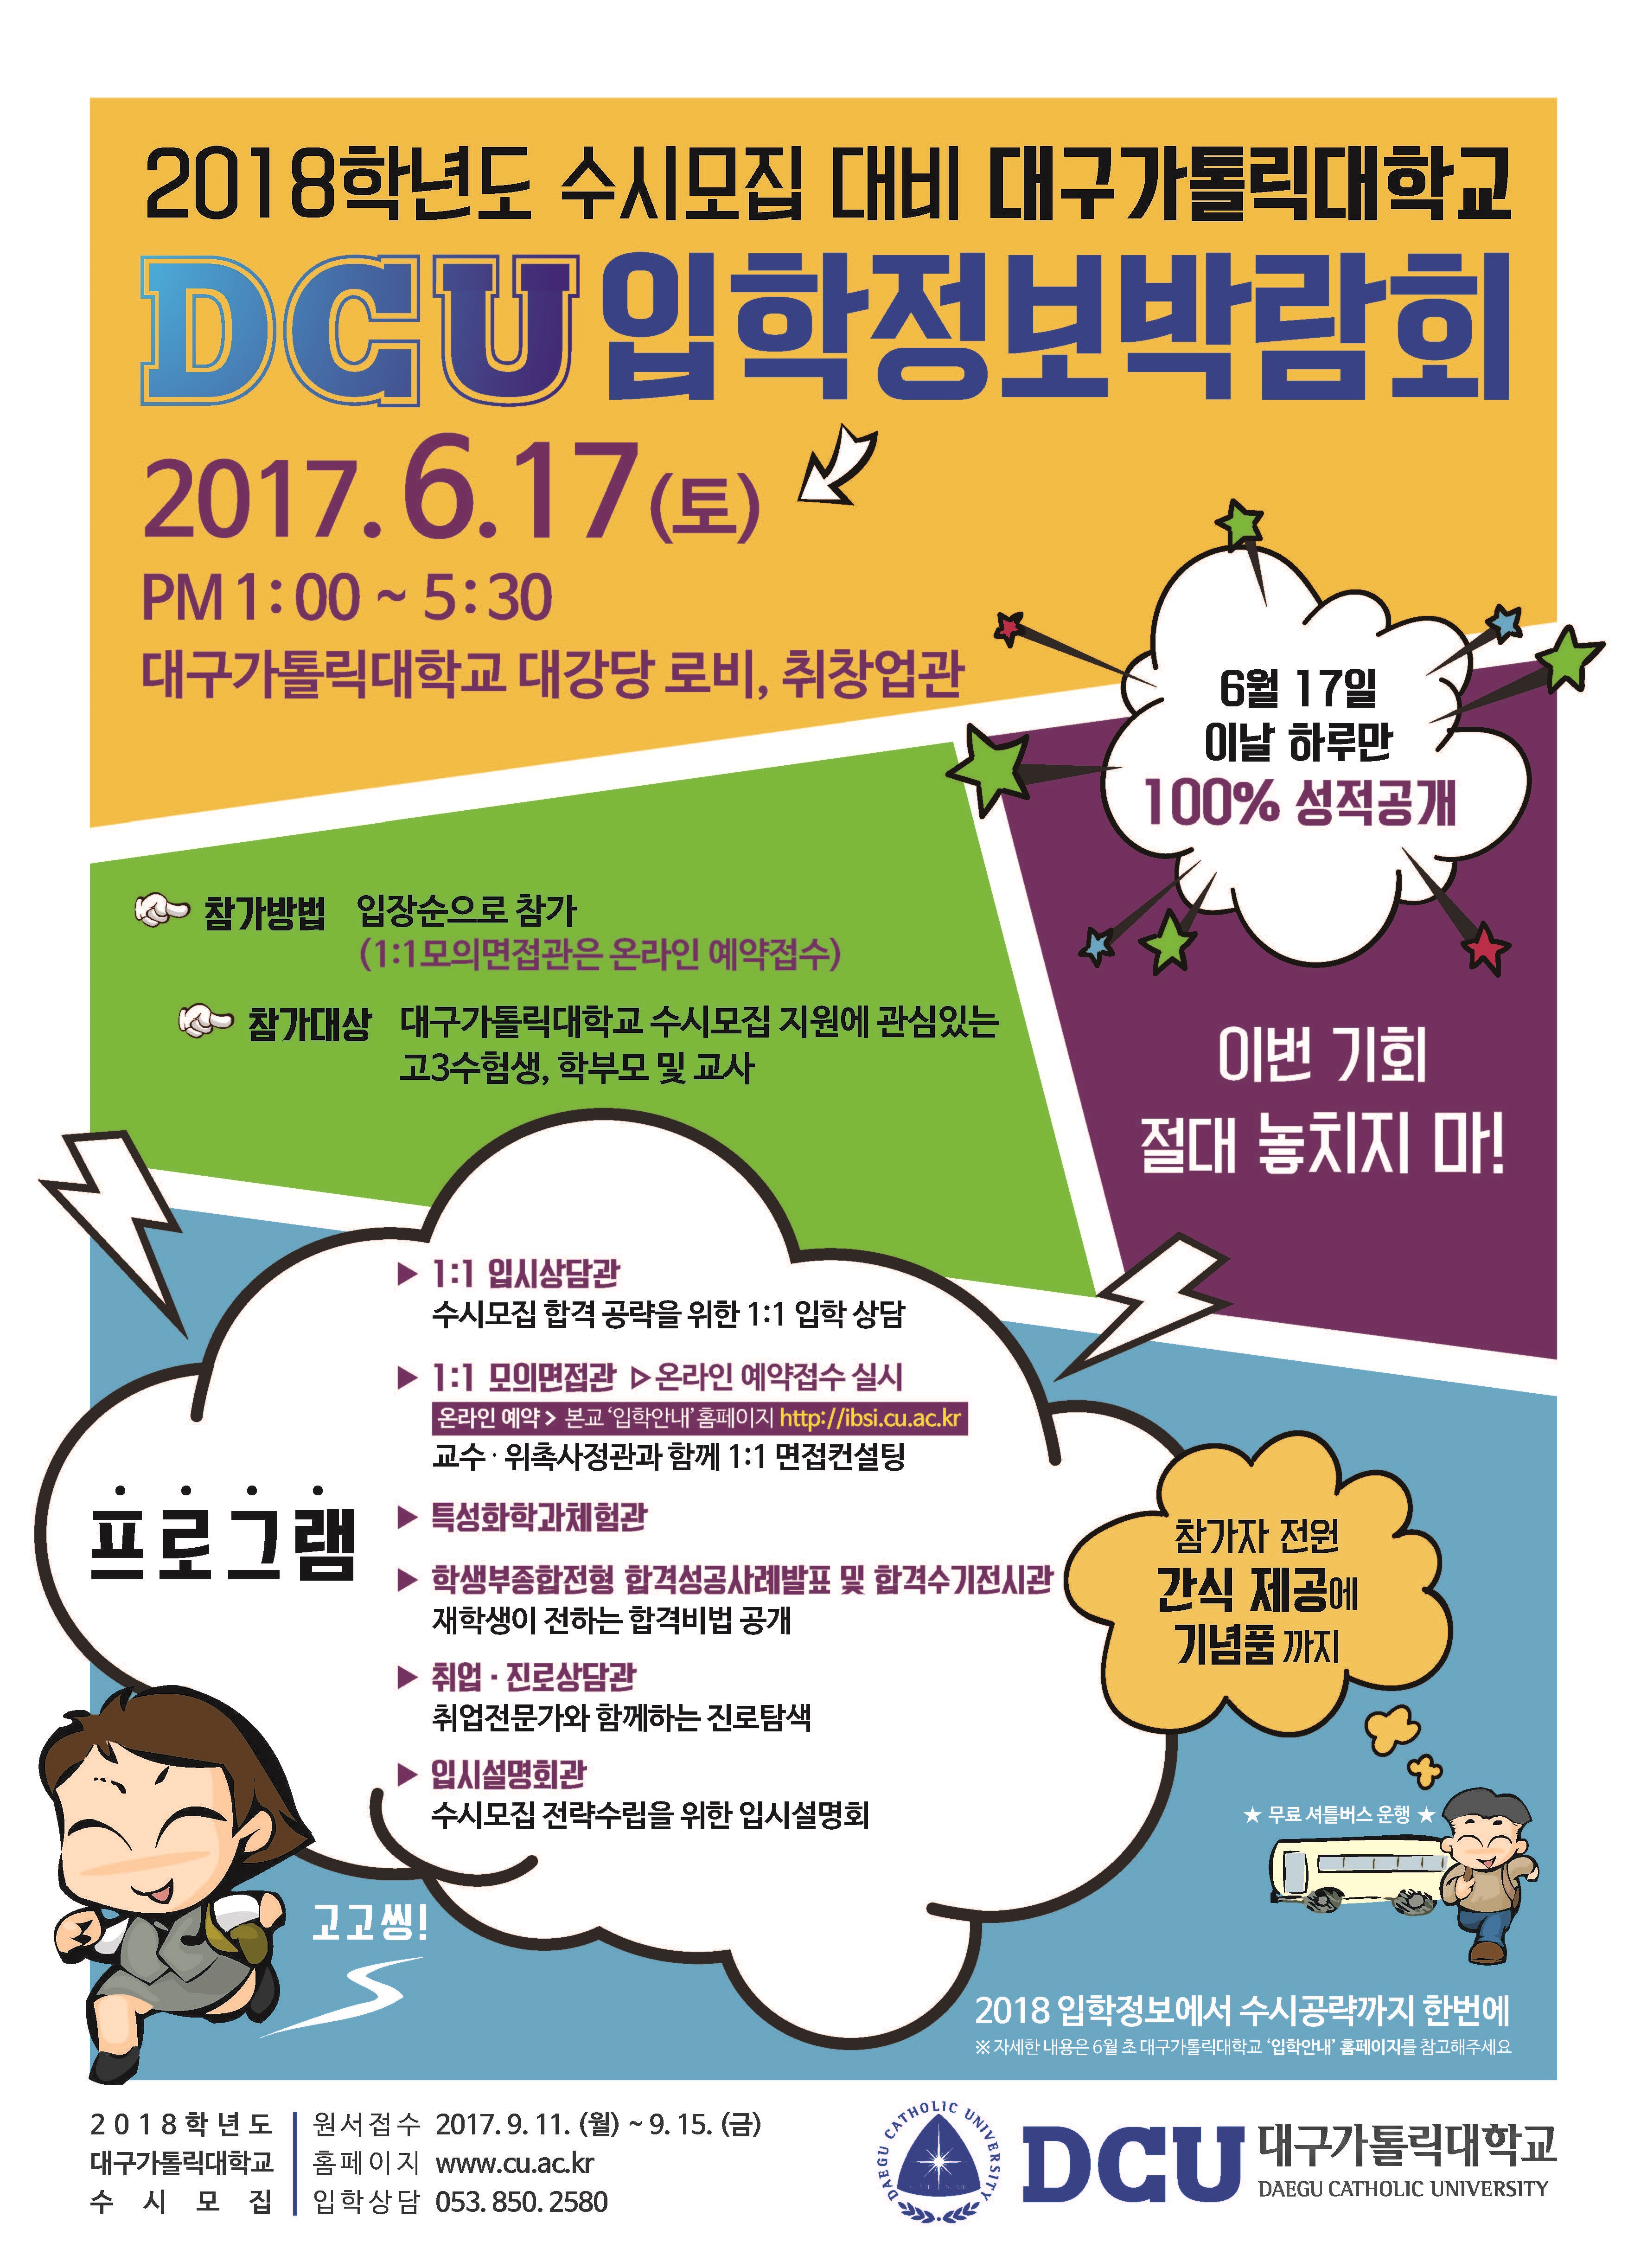 2018학년도 수시모집 대비 대구가톨릭대학교
DCU입학정보박람회
2017. 6.17(토)
PM 1 : 00 ~ 5 : 30
대구가톨릭대학교 대강당 로비, 취창업관
6월 17일
이날 하루만
100% 성적공개
이번 기회
절대 놓치지 마!
참가방법 입장순으로 참가
(1:1모의면접관은 온라인 예약접수)
참가대상 대구가톨릭대학교 수시모집 지원에 관심있는
고3수험생, 학부모 및 교사
프로그램
▶ 1:1 입시상담관
수시모집 합격 공략을 위한 1:1 입학 상담
▶ 1:1 모의면접관 ▷온라인 예약접수 실시
온라인 예약 > 본교 ‘입학안내’ 홈페이지 http://ibsi.cu.ac.kr
교수 · 위촉사정관과 함께 1:1 면접컨설팅
▶ 특성화학과체험관
▶ 학생부종합전형 합격성공사례발표 및 합격수기전시관
재학생이 전하는 합격비법 공개
▶ 취업 · 진로상담관
취업전문가와 함께하는 진로탐색
▶ 입시설명회관
수시모집 전략수립을 위한 입시설명회
참가자 전원
간식 제공에
기념품 까지
★ 무료 셔틀버스 운행 ★
고고씽!
2018 입학정보에서 수시공략까지 한번에
※ 자세한 내용은 6월 초 대구가톨릭대학교 ‘입학안내’ 홈페이지를 참고해주세요
2018학년도
대구가톨릭대학교
수시모집
원서접수 2017. 9. 11. (월) ~ 9. 15. (금)
홈페이지 www.cu.ac.kr
입학상담 053. 850. 2580
DAEGU CATHOLIC UNIVERSITY
DCU 대구가톨릭대학교
DAEGU CATHOLIC UNIVERSITY